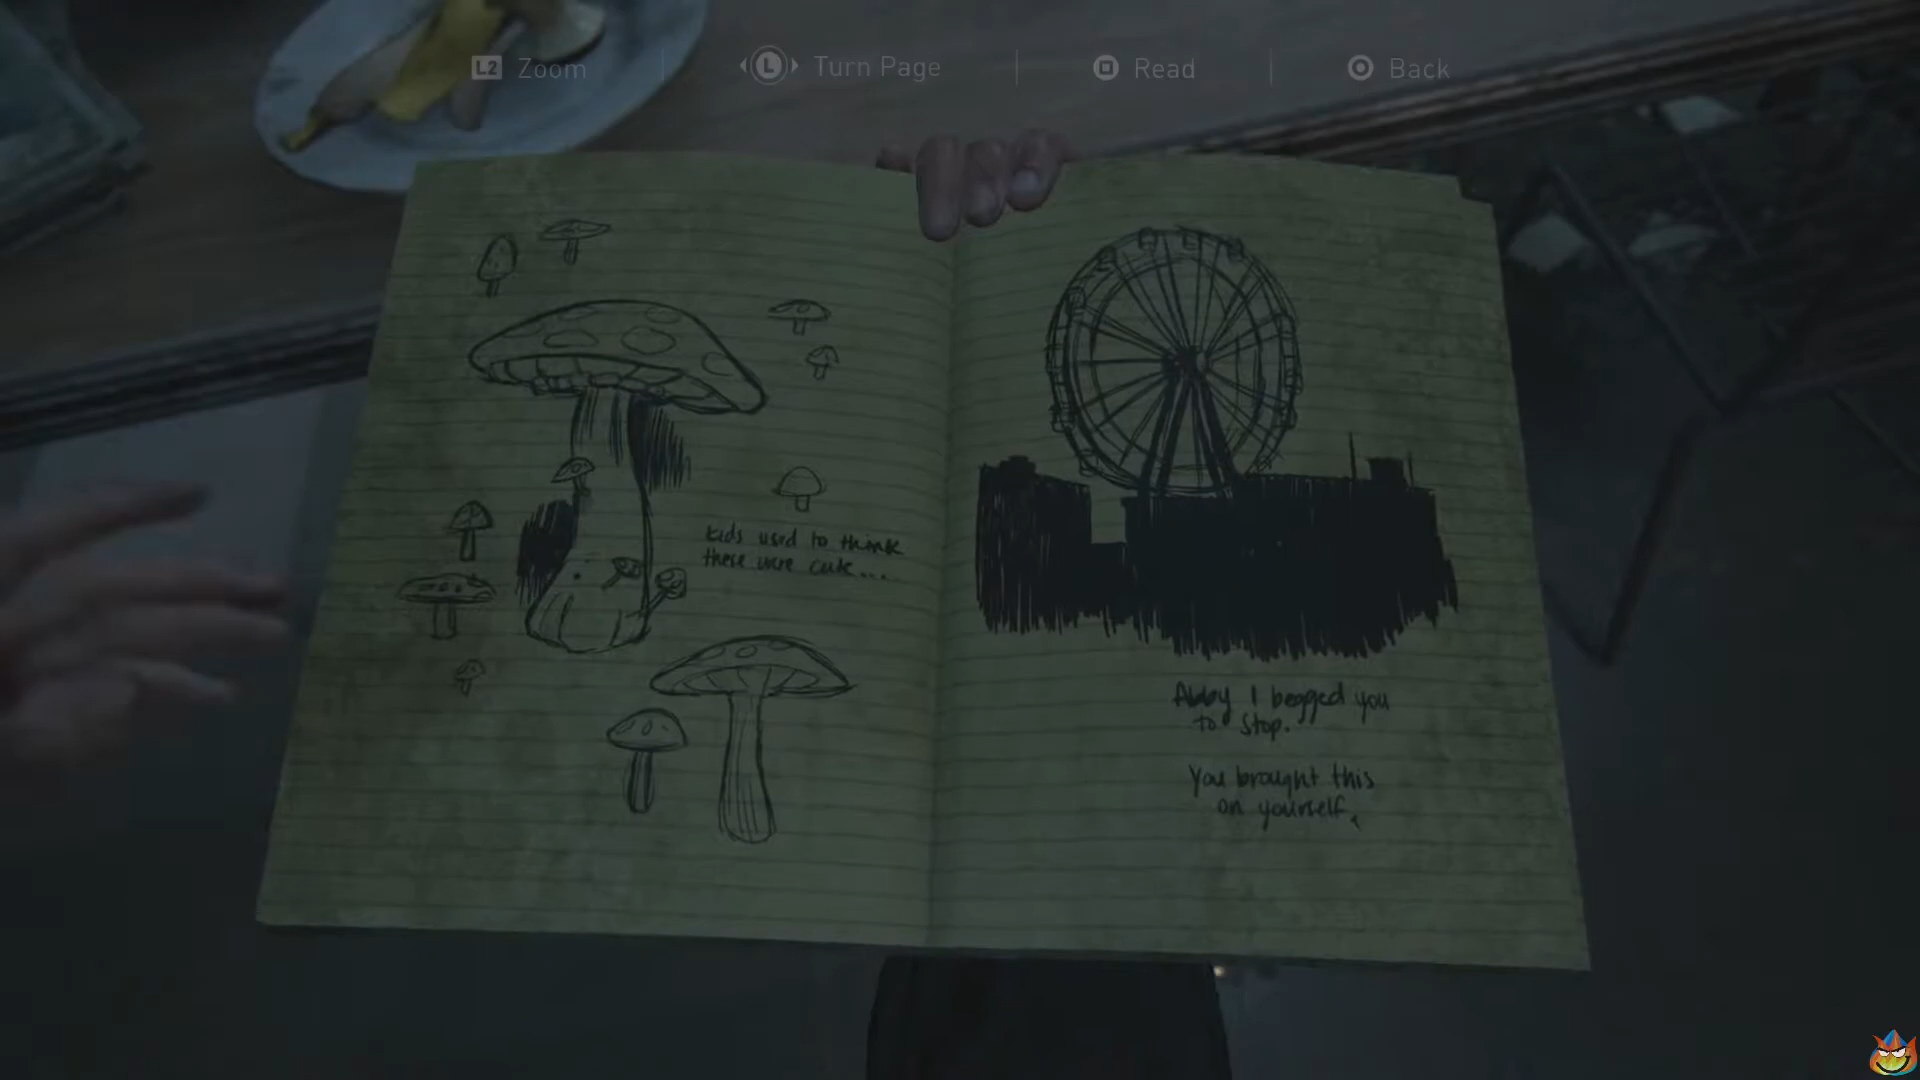 L2 Zoom
L Turn Page
Read
Back
kids used to think
these were cute...
Abby I begged you
to stop.
You brought this
on yourself.